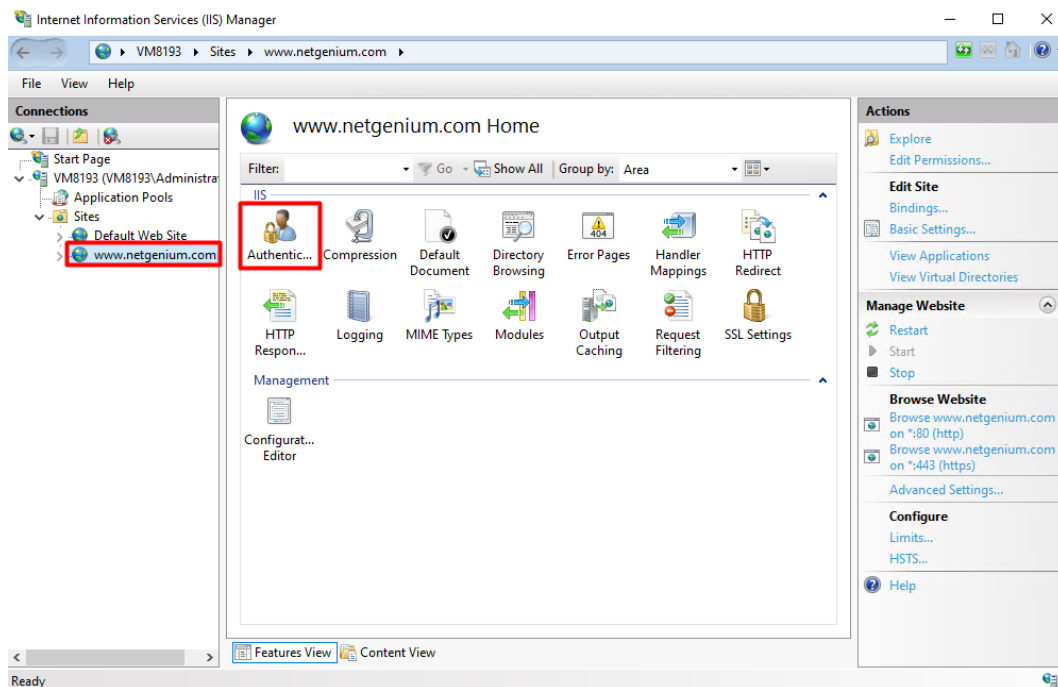 Internet Information Services (IIS) Manager
VM8193 Sites www.netgenium.com
File View Help
Connections
Start Page
VM8193 (VM8193\Administra
Application Pools
Sites
Default Web Site
www.netgenium.com
www.netgenium.com Home
Filter: Go Show All Group by: Area
IIS
Authentic... Compression Default Document Directory Browsing Error Pages Handler Mappings HTTP Redirect
404
HTTP Respon... Logging MIME Types Modules Output Caching Request Filtering SSL Settings
Management
Configurat... Editor
Features View Content View
Actions
Explore
Edit Permissions...
Edit Site
Bindings...
Basic Settings...
View Applications
View Virtual Directories
Manage Website
Restart
Start
Stop
Browse Website
Browse www.netgenium.com
on *:80 (http)
Browse www.netgenium.com
on *:443 (https)
Advanced Settings...
Configure
Limits...
HSTS...
Help
Ready